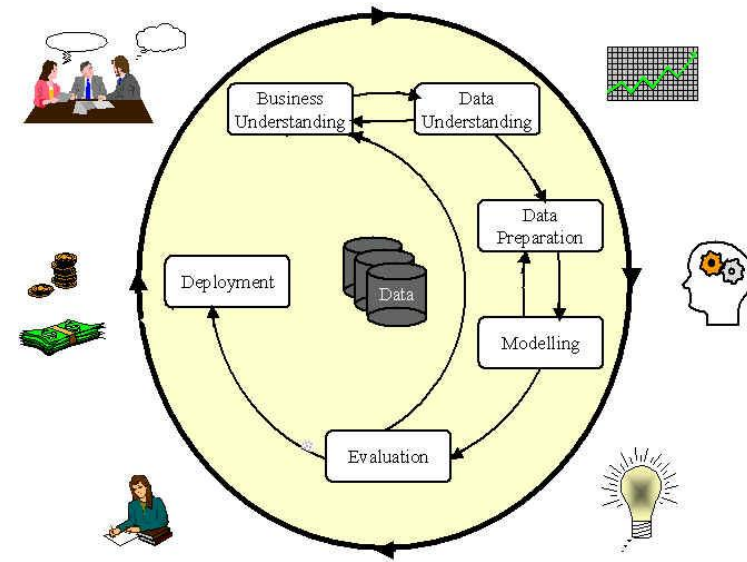 Business
Understanding
Data
Understanding
Data
Preparation
Deployment
Data
Modelling
Evaluation